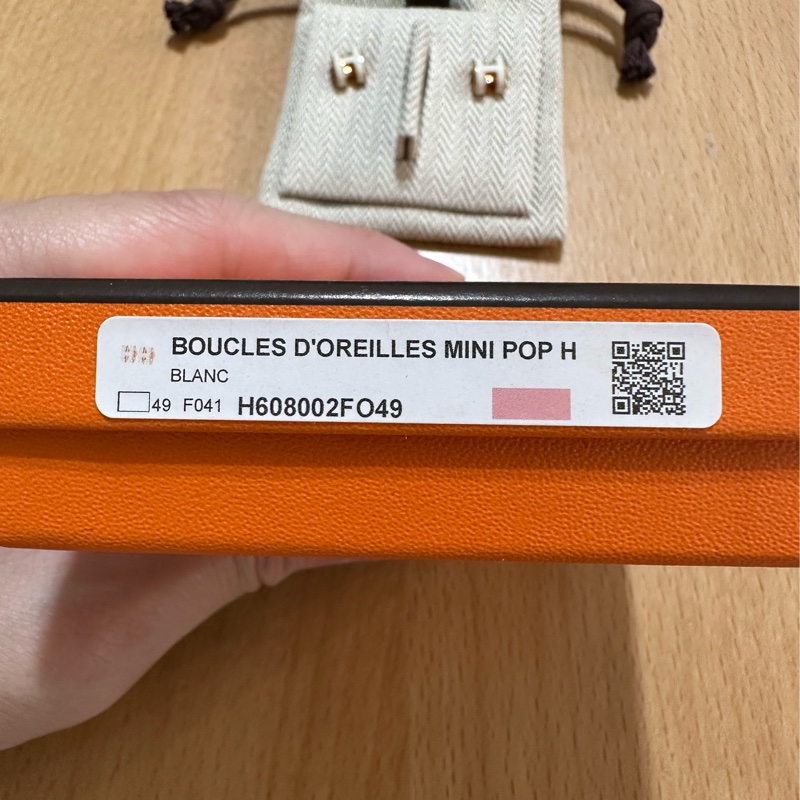 BOUCLES D'OREILLES MINI POP H
BLANC
49 F041 H608002FO49